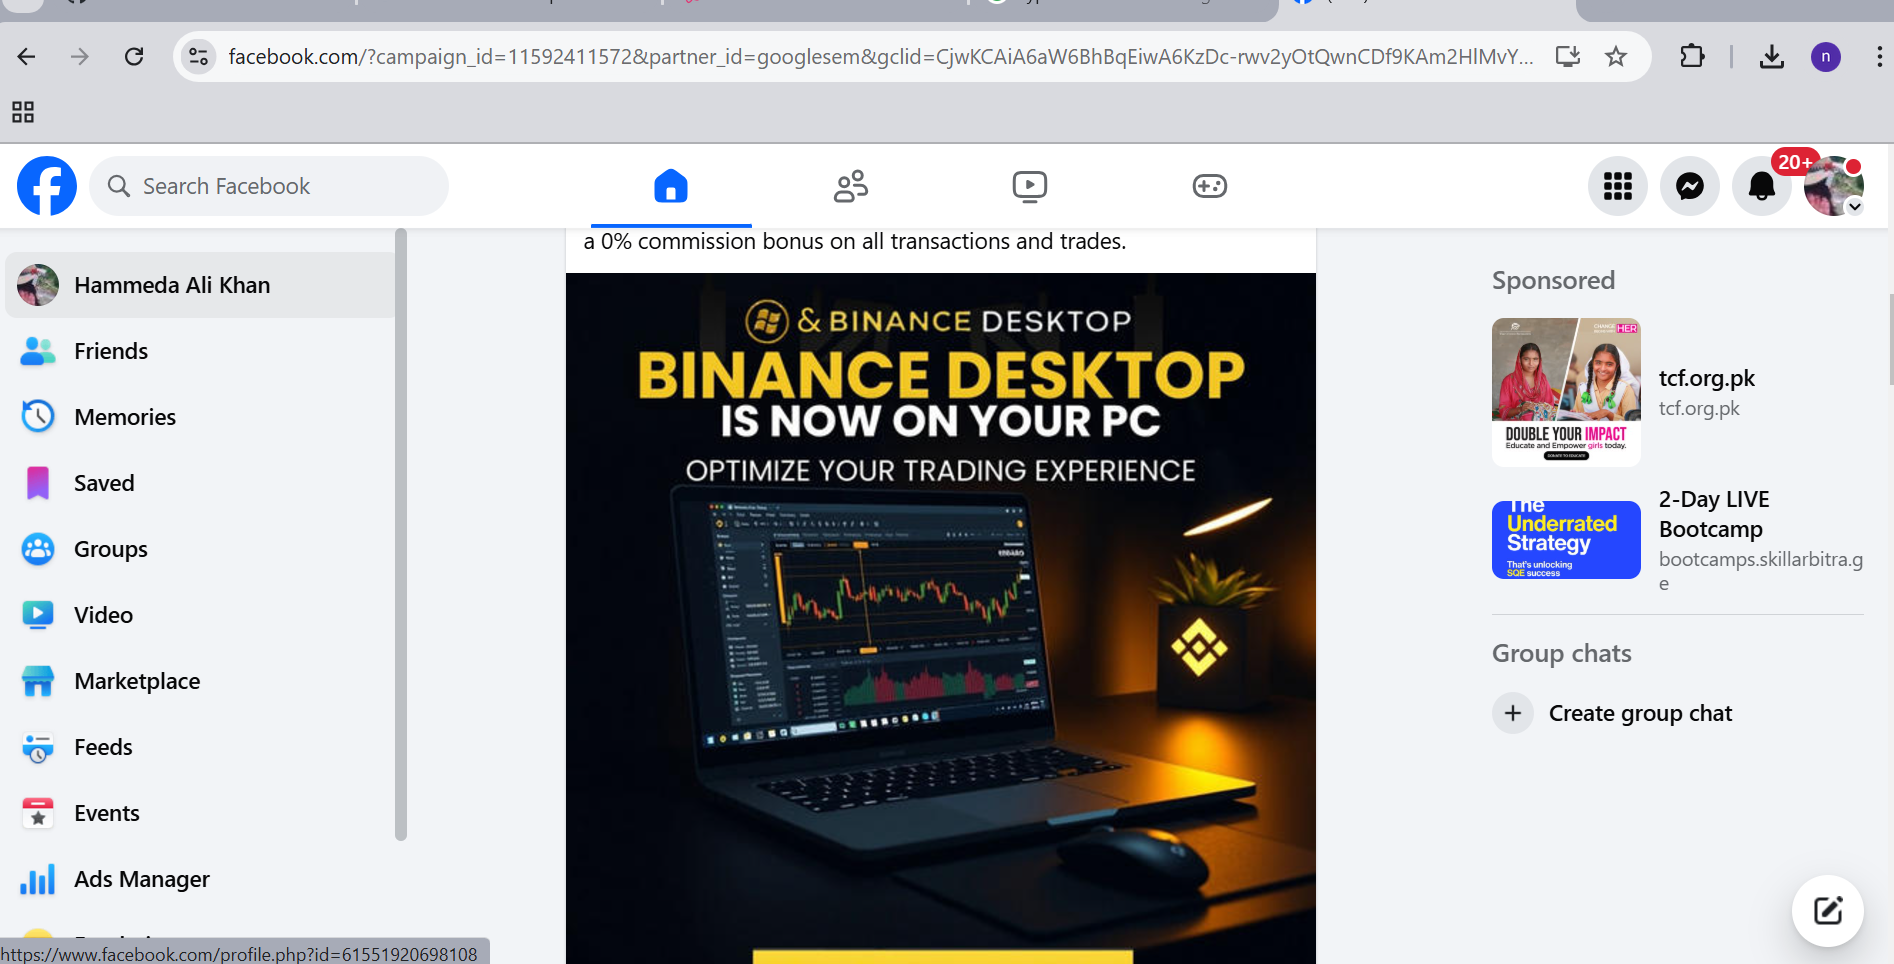 facebook.com/?campaign_id=11592411572&partner_id=googlesem&gclid=CjwKCAiA6aW6BhBqEiwA6KzDc-rwv2yOtQwnCDf9KAm2HlMvY...
n
Search Facebook
20+
Hammeda Ali Khan
Friends
Memories
Saved
Groups
Video
Marketplace
Feeds
Events
Ads Manager
https://www.facebook.com/profile.php?id=61551920698108
a 0% commission bonus on all transactions and trades.
& BINANCE DESKTOP
BINANCE DESKTOP
IS NOW ON YOUR PC
OPTIMIZE YOUR TRADING EXPERIENCE
Sponsored
CHANGE HER
DOUBLE YOUR IMPACT
Educate and Empower girls today.
DONATE TO EDUCATE
tcf.org.pk
tcf.org.pk
The
Underrated
Strategy
That's unlocking
SQE success
2-Day LIVE
Bootcamp
bootcamps.skillarbitra.g
e
Group chats
Create group chat